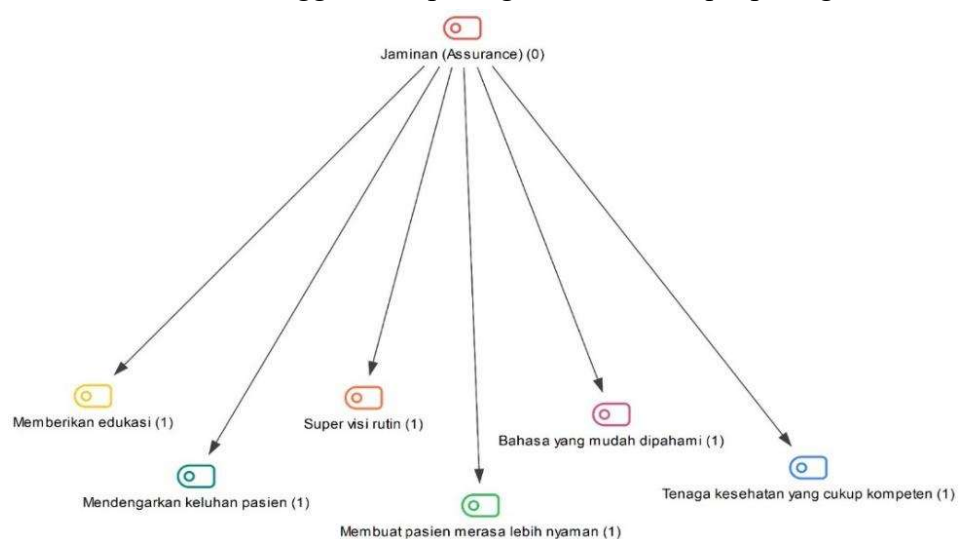 Jaminan (Assurance) (0)
Memberikan edukasi (1)
Super visi rutin (1)
Bahasa yang mudah dipahami (1)
Mendengarkan keluhan pasien (1)
Tenaga kesehatan yang cukup kompeten (1)
Membuat pasien merasa lebih nyaman (1)